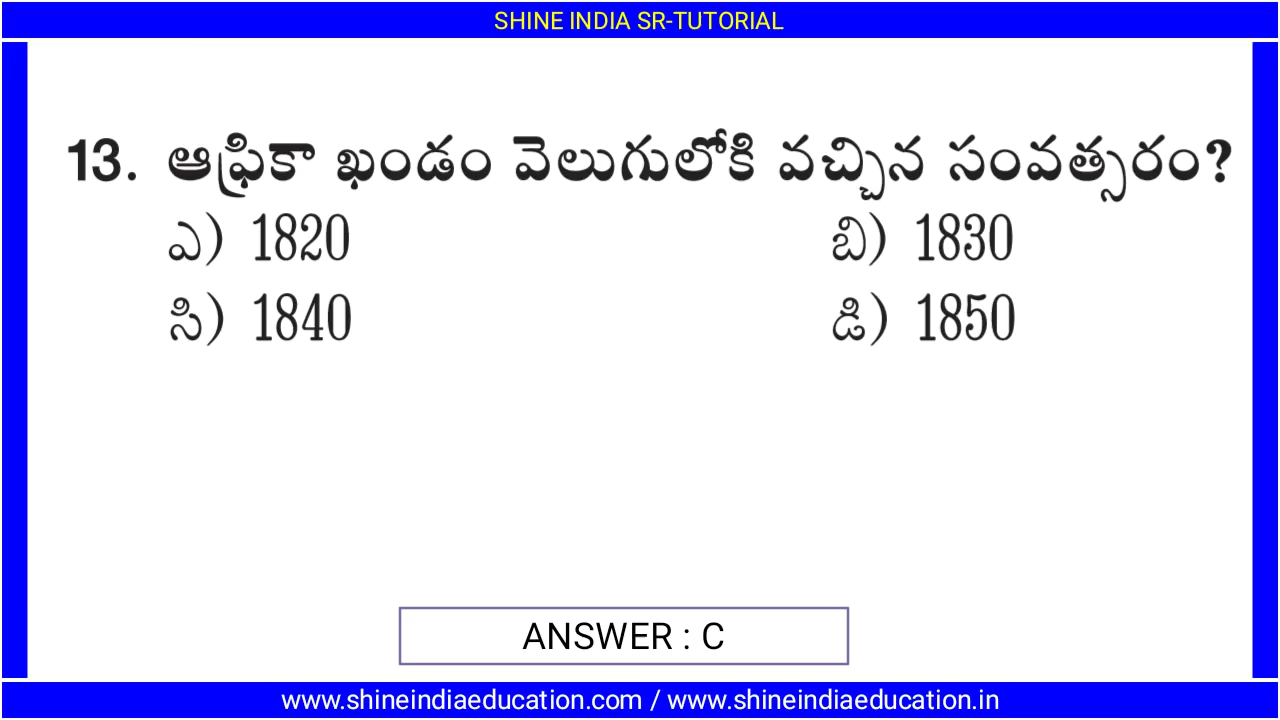 SHINE INDIA SR-TUTORIAL
13. ఆఫ్రికా ఖండం వెలుగులోకి వచ్చిన సంవత్సరం?
ఎ) 1820 బి) 1830
సి) 1840 డి) 1850
ANSWER : C
www.shineindiaeducation.com / www.shineindiaeducation.in